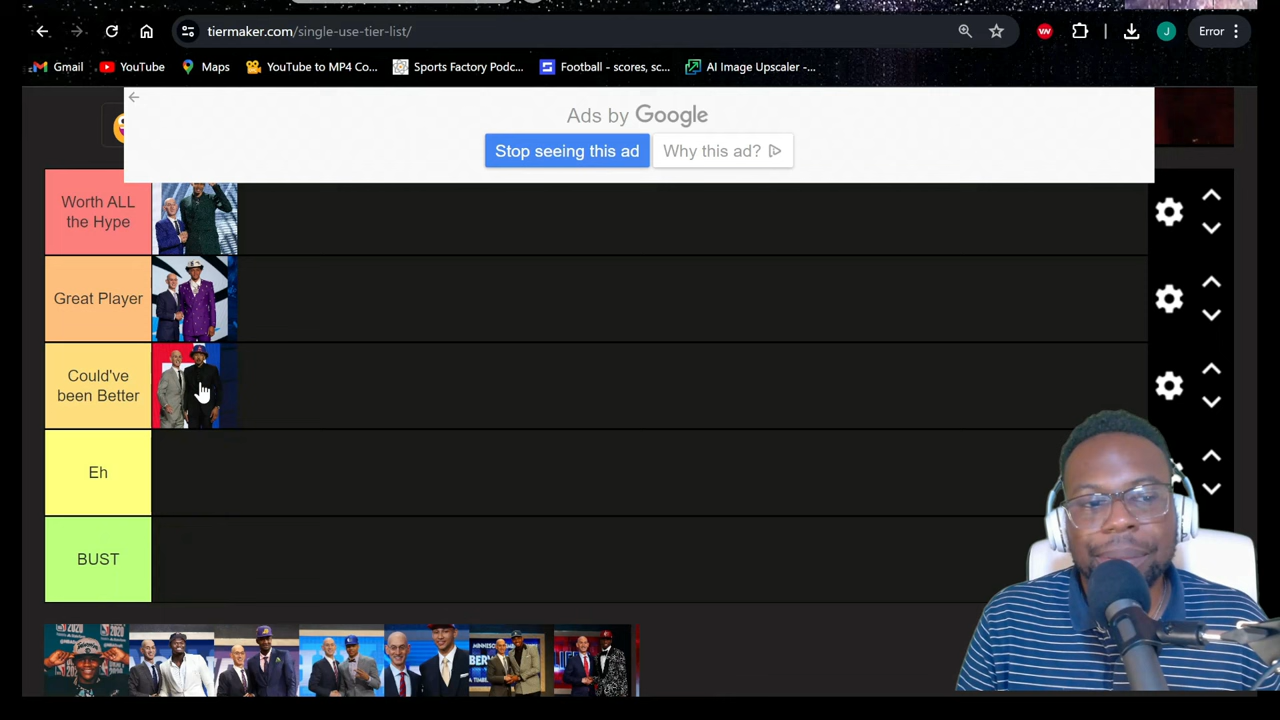 tiermaker.com/single-use-tier-list/
Error
Gmail
YouTube
Maps
YouTube to MP4 Co...
Sports Factory Podc...
Football - scores, sc...
AI Image Upscaler -...
Ads by Google
Stop seeing this ad
Why this ad?
Worth ALL
the Hype
Great Player
Could've
been Better
Eh
BUST